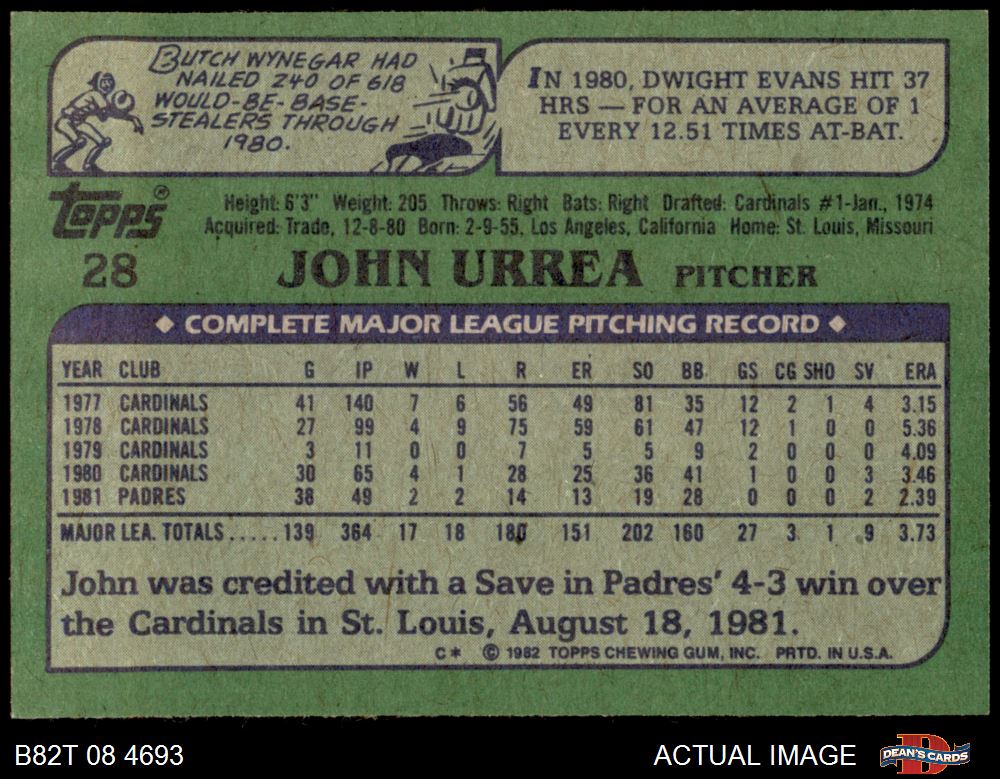 BUTCH WYNEGAR HAD
NAILED 240 OF 618
WOULD-BE-BASE-
STEALERS THROUGH
1980.
IN 1980, DWIGHT EVANS HIT 37
HRS — FOR AN AVERAGE OF 1
EVERY 12.51 TIMES AT-BAT.
Topps®
Height: 6'3" Weight: 205 Throws: Right Bats: Right Drafted: Cardinals #1-Jan., 1974
Acquired: Trade, 12-8-80 Born: 2-9-55, Los Angeles, California Home: St. Louis, Missouri
28 JOHN URREA PITCHER
◆ COMPLETE MAJOR LEAGUE PITCHING RECORD ◆
YEAR CLUB G IP W L R ER SO BB GS CG SHO SV ERA
1977 CARDINALS 41 140 7 6 56 49 81 35 12 2 1 4 3.15
1978 CARDINALS 27 99 4 9 75 59 61 47 12 1 0 0 5.36
1979 CARDINALS 3 11 0 0 7 5 5 9 2 0 0 0 4.09
1980 CARDINALS 30 65 4 1 28 25 36 41 1 0 0 3 3.46
1981 PADRES 38 49 2 2 14 13 19 28 0 0 0 2 2.39
MAJOR LEA. TOTALS..... 139 364 17 18 180 151 202 160 27 3 1 9 3.73
John was credited with a Save in Padres' 4-3 win over
the Cardinals in St. Louis, August 18, 1981.
C* © 1982 TOPPS CHEWING GUM, INC. PRTD. IN U.S.A.
B82T 08 4693 ACTUAL IMAGE DEAN'S CARDS